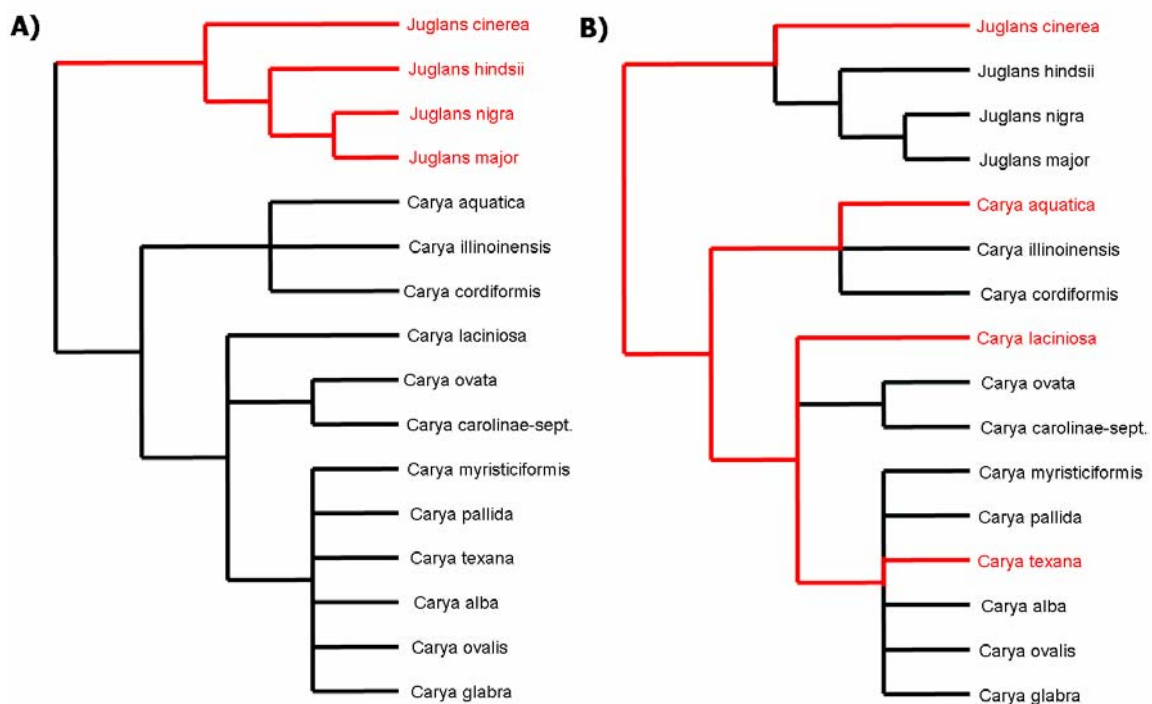 A)
Juglans cinerea
Juglans hindsii
Juglans nigra
Juglans major
Carya aquatica
Carya illinoinensis
Carya cordiformis
Carya laciniosa
Carya ovata
Carya carolinae-sept.
Carya myristiciformis
Carya pallida
Carya texana
Carya alba
Carya ovalis
Carya glabra
B)
Juglans cinerea
Juglans hindsii
Juglans nigra
Juglans major
Carya aquatica
Carya illinoinensis
Carya cordiformis
Carya laciniosa
Carya ovata
Carya carolinae-sept.
Carya myristiciformis
Carya pallida
Carya texana
Carya alba
Carya ovalis
Carya glabra